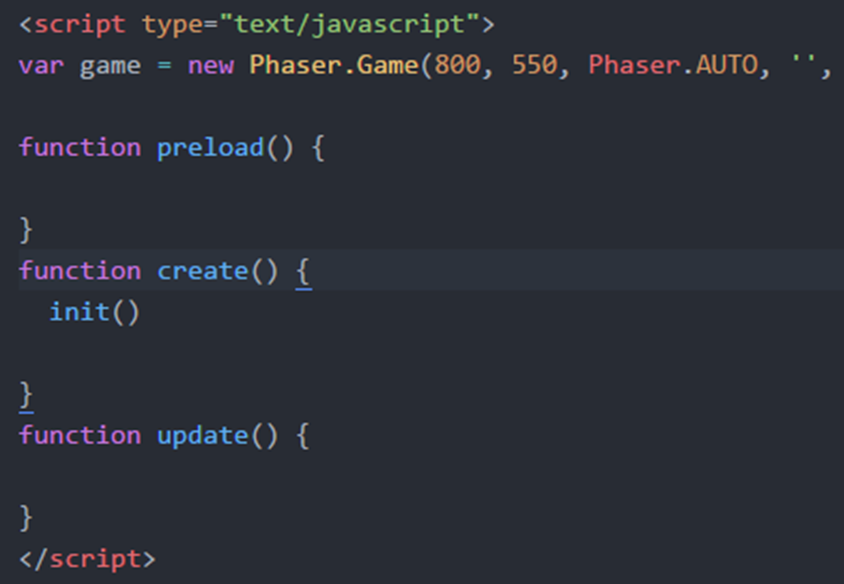 <script type="text/javascript">
var game = new Phaser.Game(800, 550, Phaser.AUTO, '',
function preload() {
}
function create() {
init()
}
function update() {
}
</script>